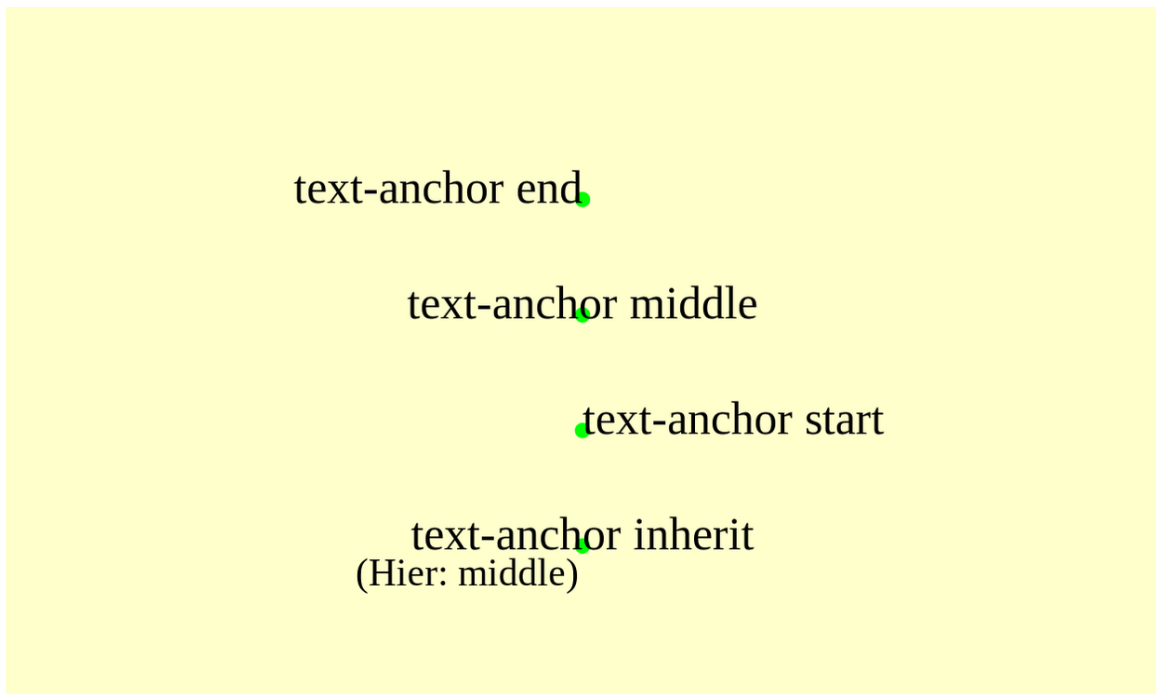 text-anchor end
text-anchor middle
text-anchor start
text-anchor inherit
(Hier: middle)